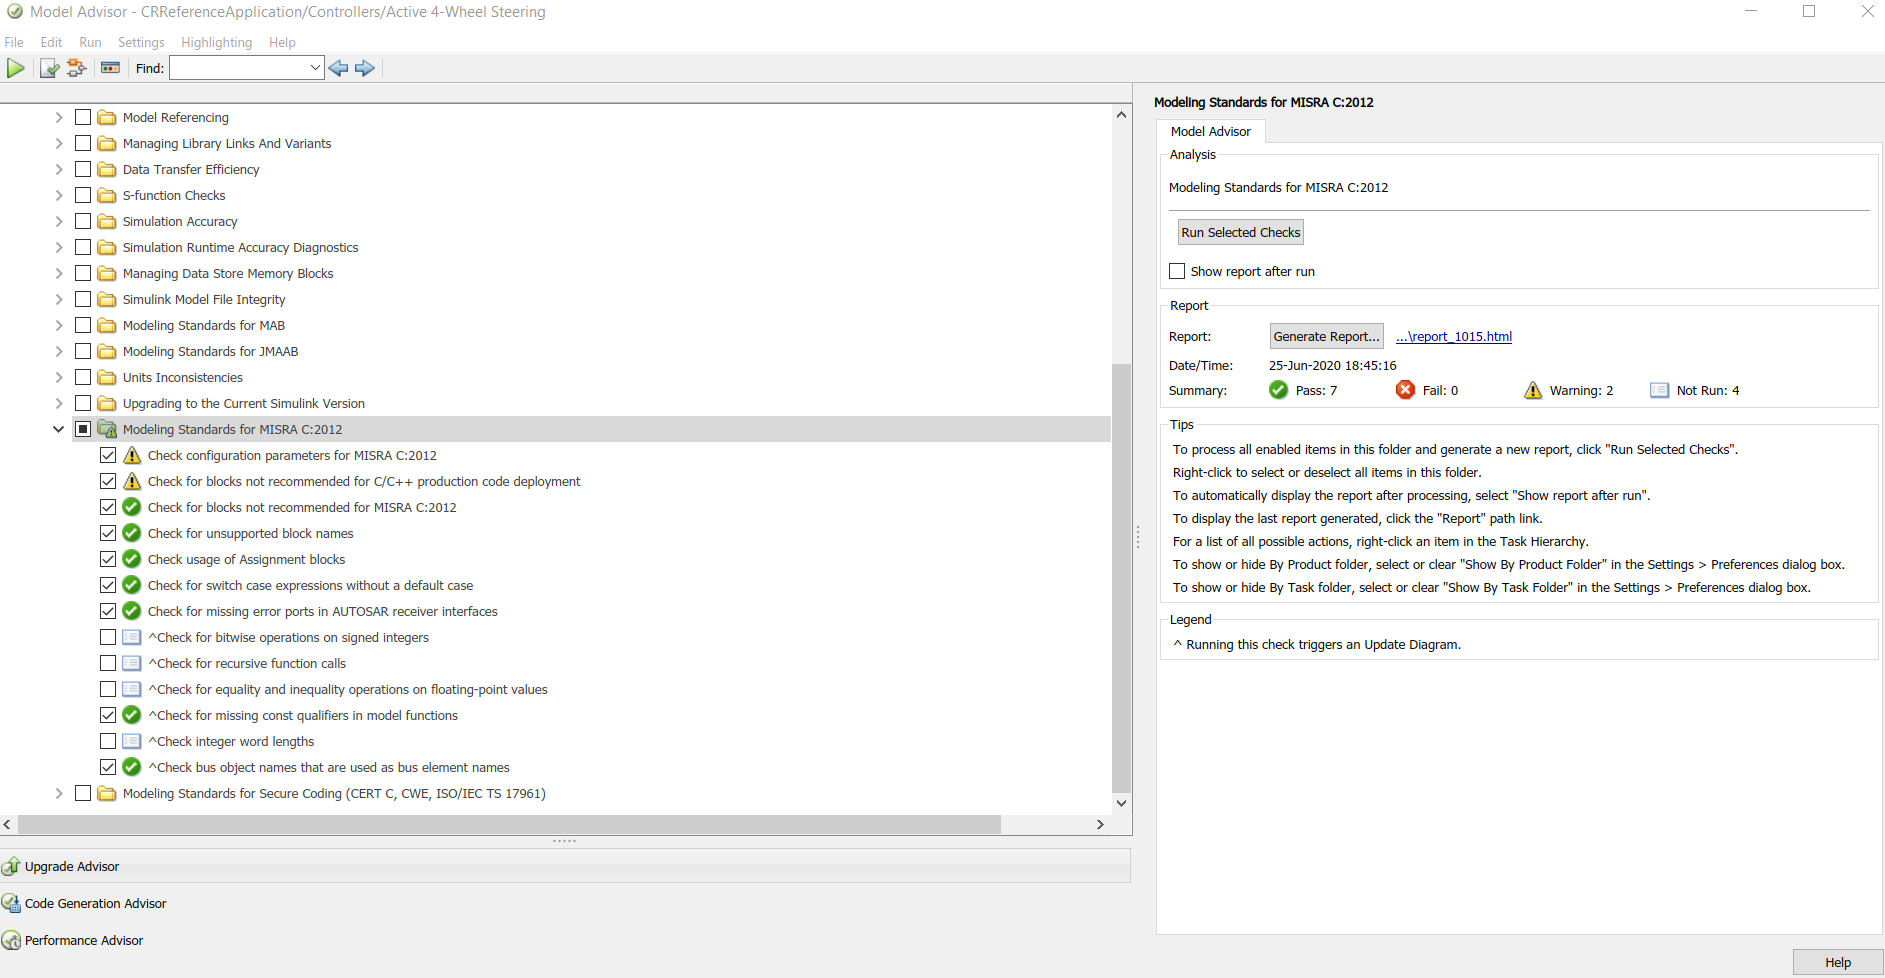 Model Advisor - CRReferenceApplication/Controllers/Active 4-Wheel Steering
File Edit Run Settings Highlighting Help
Find:
Model Referencing
Managing Library Links And Variants
Data Transfer Efficiency
S-function Checks
Simulation Accuracy
Simulation Runtime Accuracy Diagnostics
Managing Data Store Memory Blocks
Simulink Model File Integrity
Modeling Standards for MAB
Modeling Standards for JMAAB
Units Inconsistencies
Upgrading to the Current Simulink Version
Modeling Standards for MISRA C:2012
Check configuration parameters for MISRA C:2012
Check for blocks not recommended for C/C++ production code deployment
Check for blocks not recommended for MISRA C:2012
Check for unsupported block names
Check usage of Assignment blocks
Check for switch case expressions without a default case
Check for missing error ports in AUTOSAR receiver interfaces
^Check for bitwise operations on signed integers
^Check for recursive function calls
^Check for equality and inequality operations on floating-point values
^Check for missing const qualifiers in model functions
^Check integer word lengths
^Check bus object names that are used as bus element names
Modeling Standards for Secure Coding (CERT C, CWE, ISO/IEC TS 17961)
Upgrade Advisor
Code Generation Advisor
Performance Advisor
Modeling Standards for MISRA C:2012
Model Advisor
Analysis
Modeling Standards for MISRA C:2012
Run Selected Checks
Show report after run
Report
Report: Generate Report... ...\report_1015.html
Date/Time: 25-Jun-2020 18:45:16
Summary: Pass: 7 Fail: 0 Warning: 2 Not Run: 4
Tips
To process all enabled items in this folder and generate a new report, click "Run Selected Checks".
Right-click to select or deselect all items in this folder.
To automatically display the report after processing, select "Show report after run".
To display the last report generated, click the "Report" path link.
For a list of all possible actions, right-click an item in the Task Hierarchy.
To show or hide By Product folder, select or clear "Show By Product Folder" in the Settings > Preferences dialog box.
To show or hide By Task folder, select or clear "Show By Task Folder" in the Settings > Preferences dialog box.
Legend
^ Running this check triggers an Update Diagram.
Help